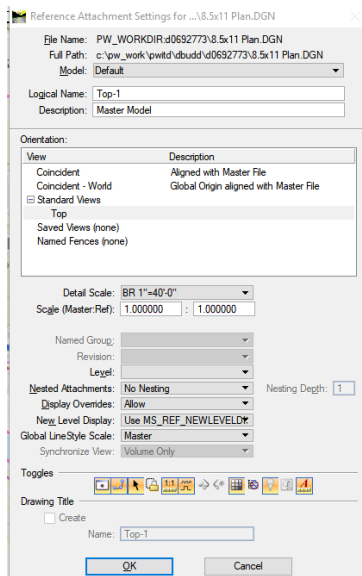 Reference Attachment Settings for ...\8.5x11 Plan.DGN
File Name: PW_WORKDIR:d0692773\8.5x11 Plan.DGN
Full Path: c:\pw_work\pwitd\dbudd\d0692773\8.5x11 Plan.DGN
Model: Default
Logical Name: Top-1
Description: Master Model
Orientation:
View Description
Coincident Aligned with Master File
Coincident - World Global Origin aligned with Master File
Standard Views
Top
Saved Views (none)
Named Fences (none)
Detail Scale: BR 1"=40'-0"
Scale (Master:Ref): 1.000000 : 1.000000
Named Group:
Revision:
Level:
Nested Attachments: No Nesting Nesting Depth: 1
Display Overrides: Allow
New Level Display: Use MS_REF_NEWLEVELD
Global LineStyle Scale: Master
Synchronize View: Volume Only
Toggles
1:1
Drawing Title
Create
Name: Top-1
OK Cancel